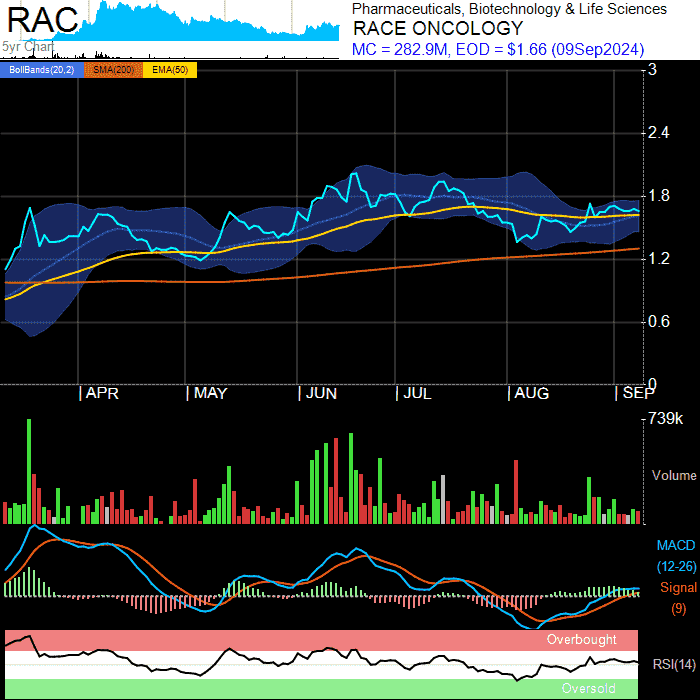 RAC
5yr Chart
Pharmaceuticals, Biotechnology & Life Sciences
RACE ONCOLOGY
MC = 282.9M, EOD = $1.66 (09Sep2024)
BollBands(20,2) SMA(200) EMA(50)
3
2.4
1.8
1.2
0.6
0
APR MAY JUN JUL AUG SEP
739k
Volume
MACD
(12-26)
Signal
(9)
Overbought
RSI(14)
Oversold